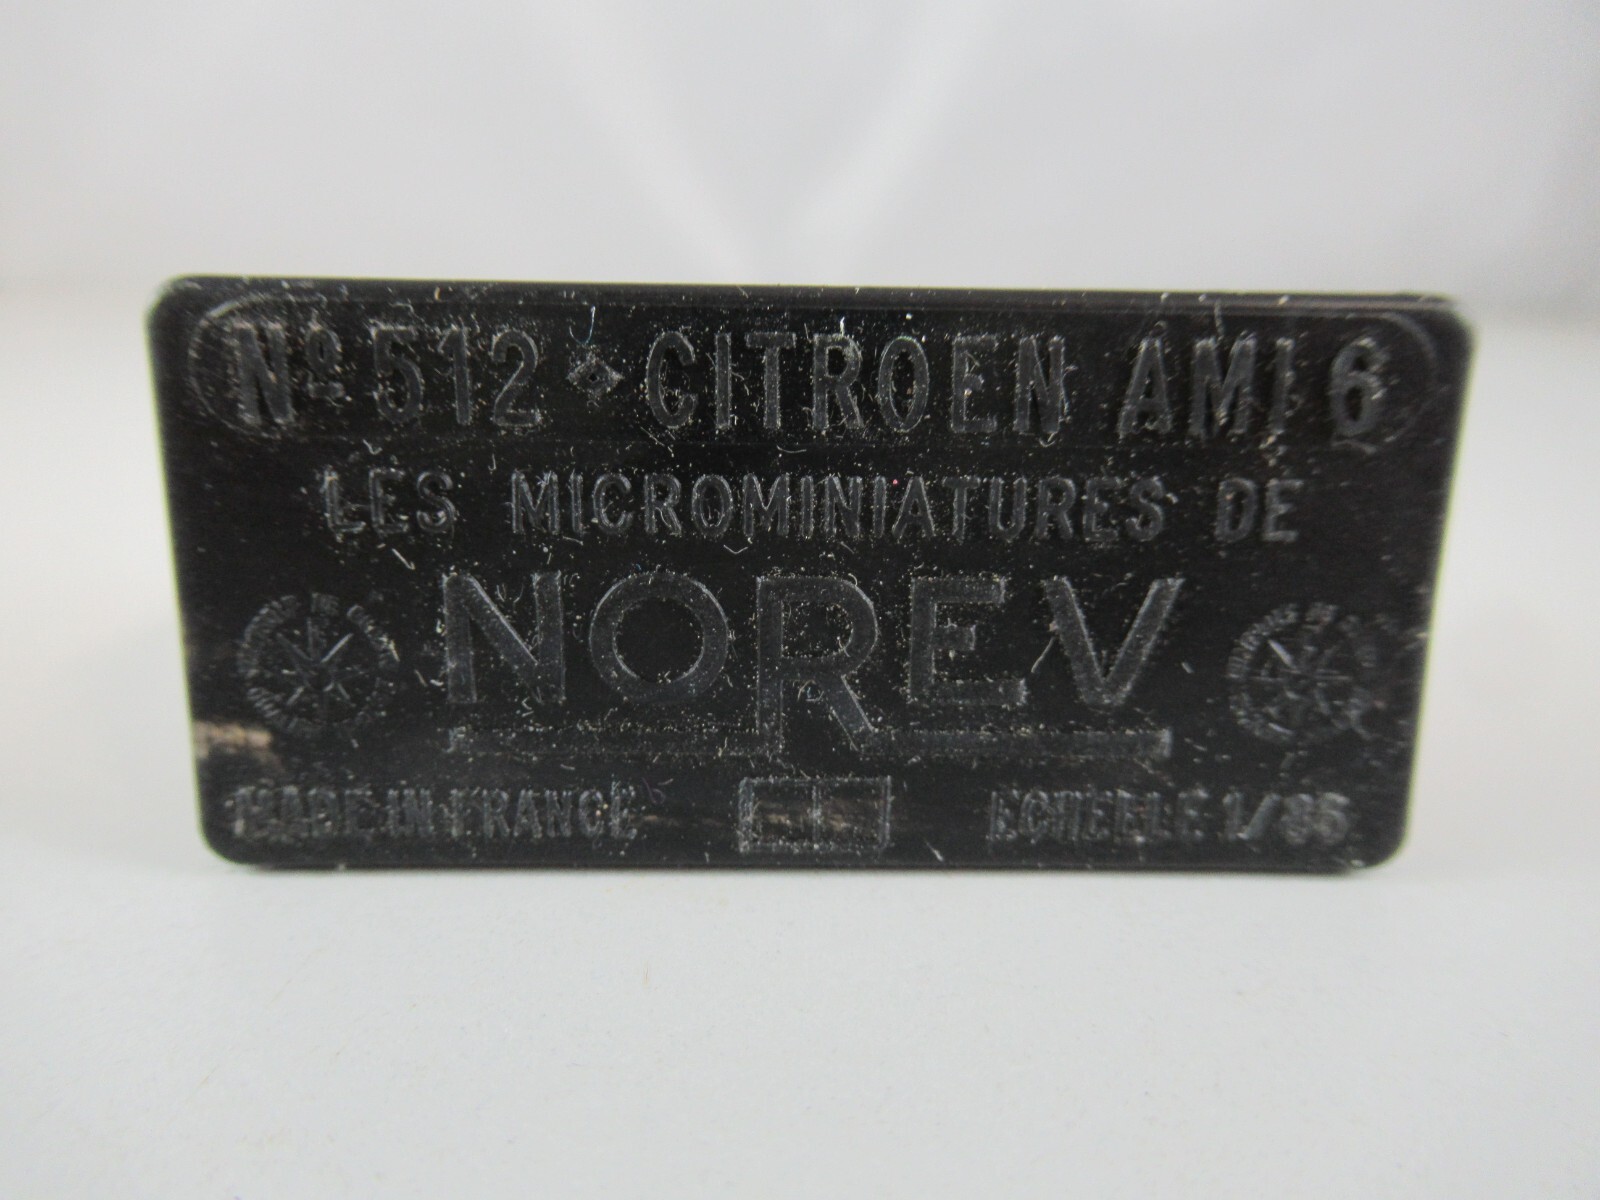 Nº 512 CITROEN AMI 6
LES MICROMINIATURES DE
NOREV
MADE IN FRANCE
ECHELLE 1/86